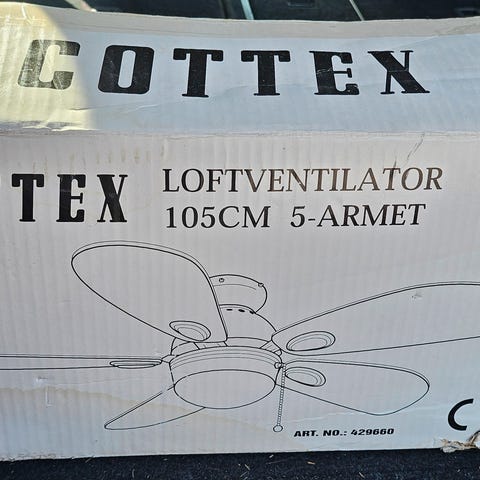 COTTEX
TEX
LOFTVENTILATOR
105CM 5-ARMET
ART. NO.: 429660